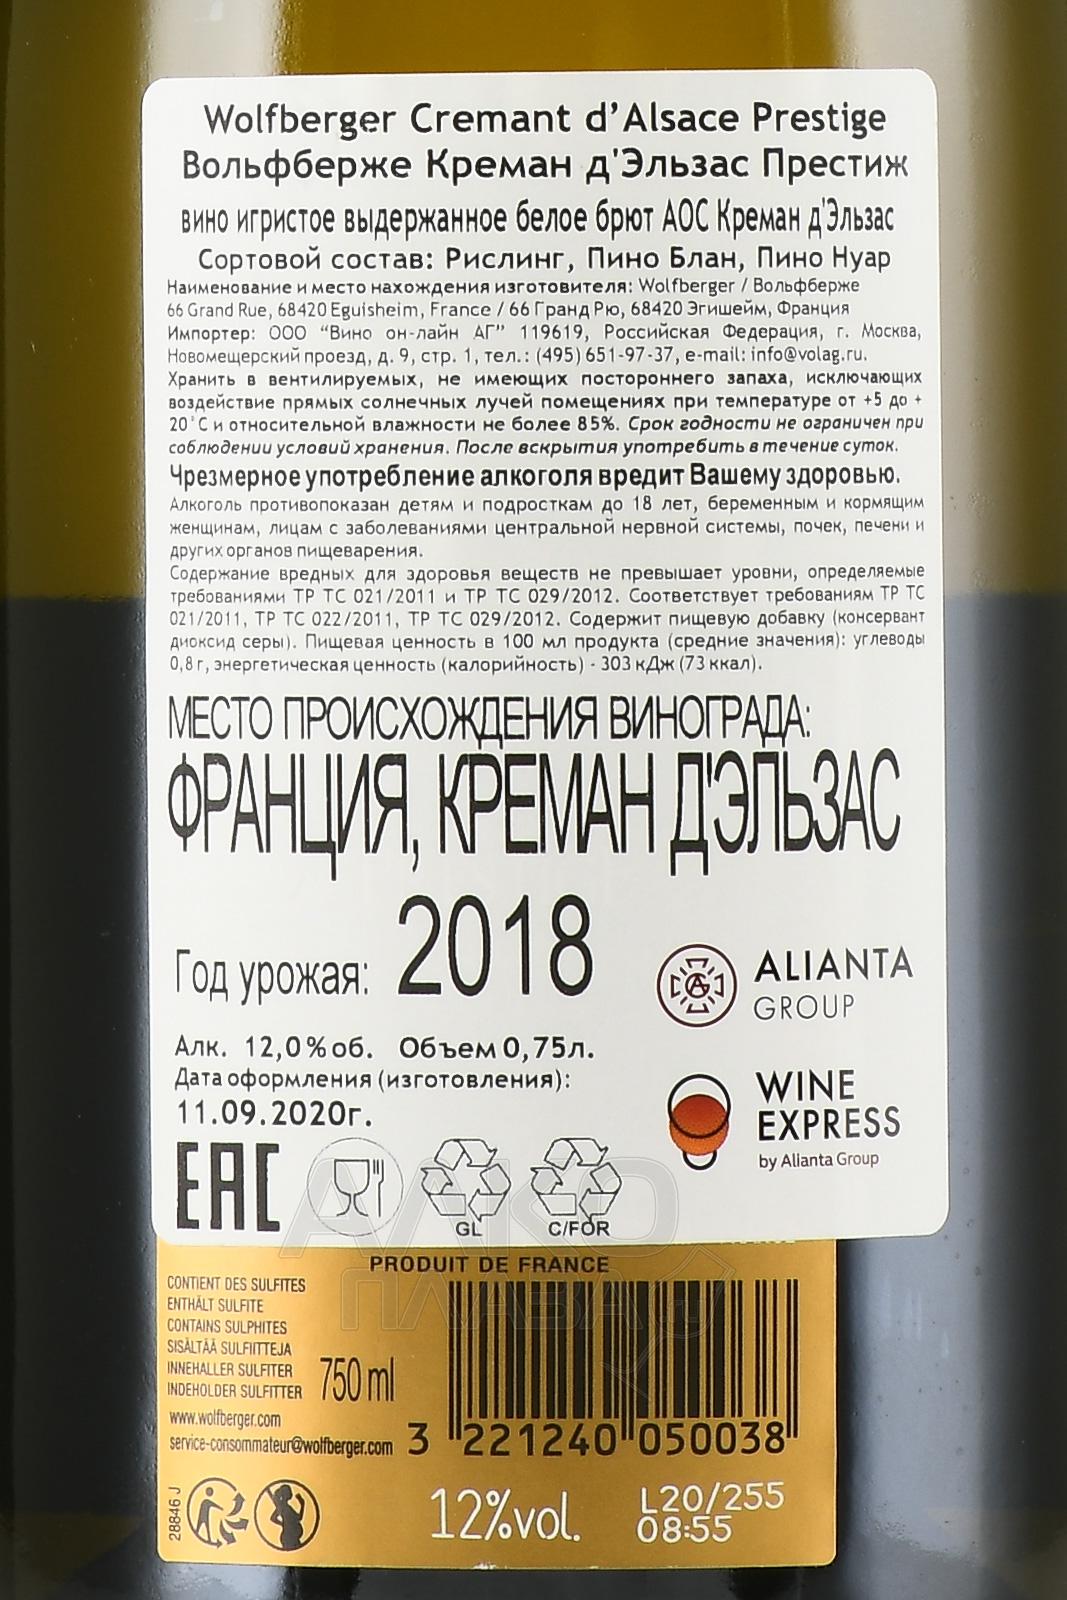 Wolfberger Cremant d’Alsace Prestige
Вольфберже Креман д'Эльзас Престиж
вино игристое выдержанное белое брют АОС Креман д'Эльзас
Сортовой состав: Рислинг, Пино Блан, Пино Нуар
Наименование и место нахождения изготовителя: Wolfberger / Вольфберже
66 Grand Rue, 68420 Eguisheim, France / 66 Гранд Рю, 68420 Эгишейм, Франция
Импортер: ООО “Вино он-лайн АГ” 119619, Российская Федерация, г. Москва,
Новомещерский проезд, д. 9, стр. 1, тел.: (495) 651-97-37, e-mail: info@volag.ru.
Хранить в вентилируемых, не имеющих постороннего запаха, исключающих
воздействие прямых солнечных лучей помещениях при температуре от +5 до +
20˚С и относительной влажности не более 85%. Срок годности не ограничен при
соблюдении условий хранения. После вскрытия употребить в течение суток.
Чрезмерное употребление алкоголя вредит Вашему здоровью.
Алкоголь противопоказан детям и подросткам до 18 лет, беременным и кормящим
женщинам, лицам с заболеваниями центральной нервной системы, почек, печени и
других органов пищеварения.
Содержание вредных для здоровья веществ не превышает уровни, определяемые
требованиями ТР ТС 021/2011 и ТР ТС 029/2012. Соответствует требованиям ТР ТС
021/2011, ТР ТС 022/2011, ТР ТС 029/2012. Содержит пищевую добавку (консервант
диоксид серы). Пищевая ценность в 100 мл продукта (средние значения): углеводы
0,8 г, энергетическая ценность (калорийность) - 303 кДж (73 ккал).
МЕСТО ПРОИСХОЖДЕНИЯ ВИНОГРАДА:
ФРАНЦИЯ, КРЕМАН Д'ЭЛЬЗАС
Год урожая: 2018
ALIANTA
GROUP
Алк. 12,0 % об. Объем 0,75л.
Дата оформления (изготовления):
11.09.2020г.
WINE
EXPRESS
by Alianta Group
EAC
GL
C/FOR
АЛКО
ПЛАЗА.ru
PRODUIT DE FRANCE
CONTIENT DES SULFITES
ENTHÄLT SULFITE
CONTAINS SULPHITES
SISÄLTÄÄ SULFIITTEJA
INNEHALLER SULFITER
INDEHOLDER SULFITTER
750 ml
www.wolfberger.com
service-consommateur@wolfberger.com
3 221240 050038
28846 J
12%vol.
L20/255
08:55